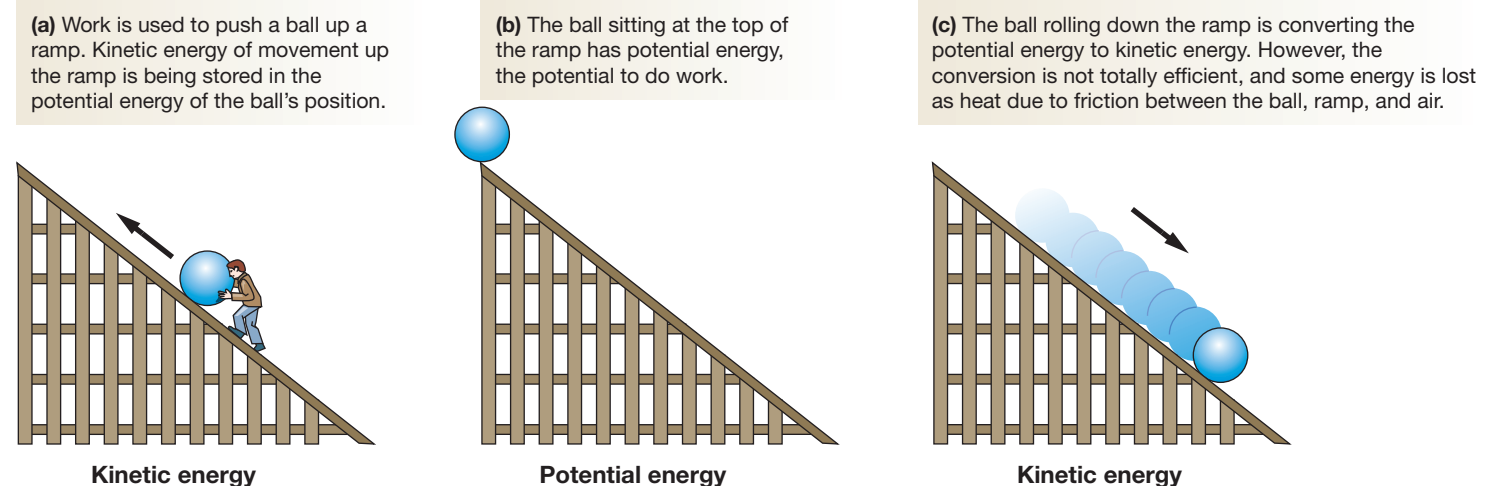 (a) Work is used to push a ball up a
ramp. Kinetic energy of movement up
the ramp is being stored in the
potential energy of the ball’s position.
(b) The ball sitting at the top of
the ramp has potential energy,
the potential to do work.
(c) The ball rolling down the ramp is converting the
potential energy to kinetic energy. However, the
conversion is not totally efficient, and some energy is lost
as heat due to friction between the ball, ramp, and air.
Kinetic energy
Potential energy
Kinetic energy